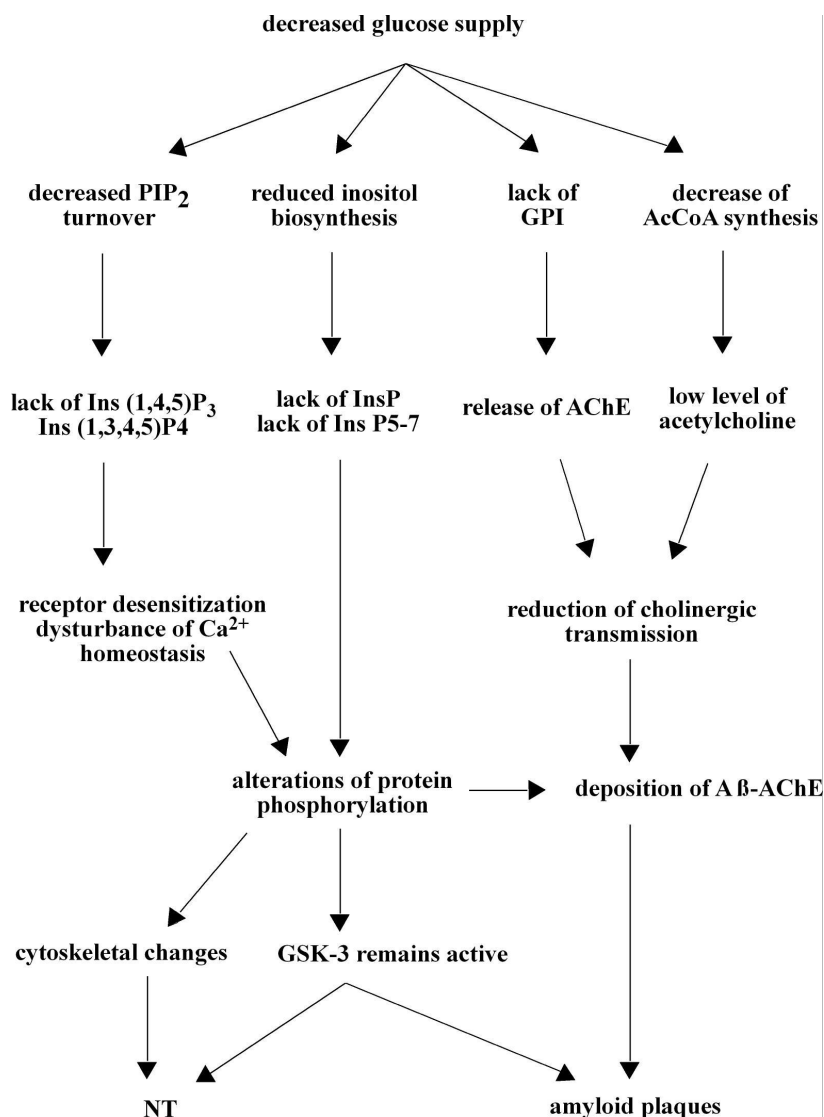 decreased glucose supply
decreased PIP2
turnover
reduced inositol
biosynthesis
lack of
GPI
decrease of
AcCoA synthesis
lack of Ins (1,4,5)P3
Ins (1,3,4,5)P4
lack of InsP
lack of Ins P5-7
release of AChE
low level of
acetylcholine
receptor desensitization
dysturbance of Ca2+
homeostasis
reduction of cholinergic
transmission
alterations of protein
phosphorylation
deposition of A ß-AChE
cytoskeletal changes
GSK-3 remains active
NT
amyloid plaques